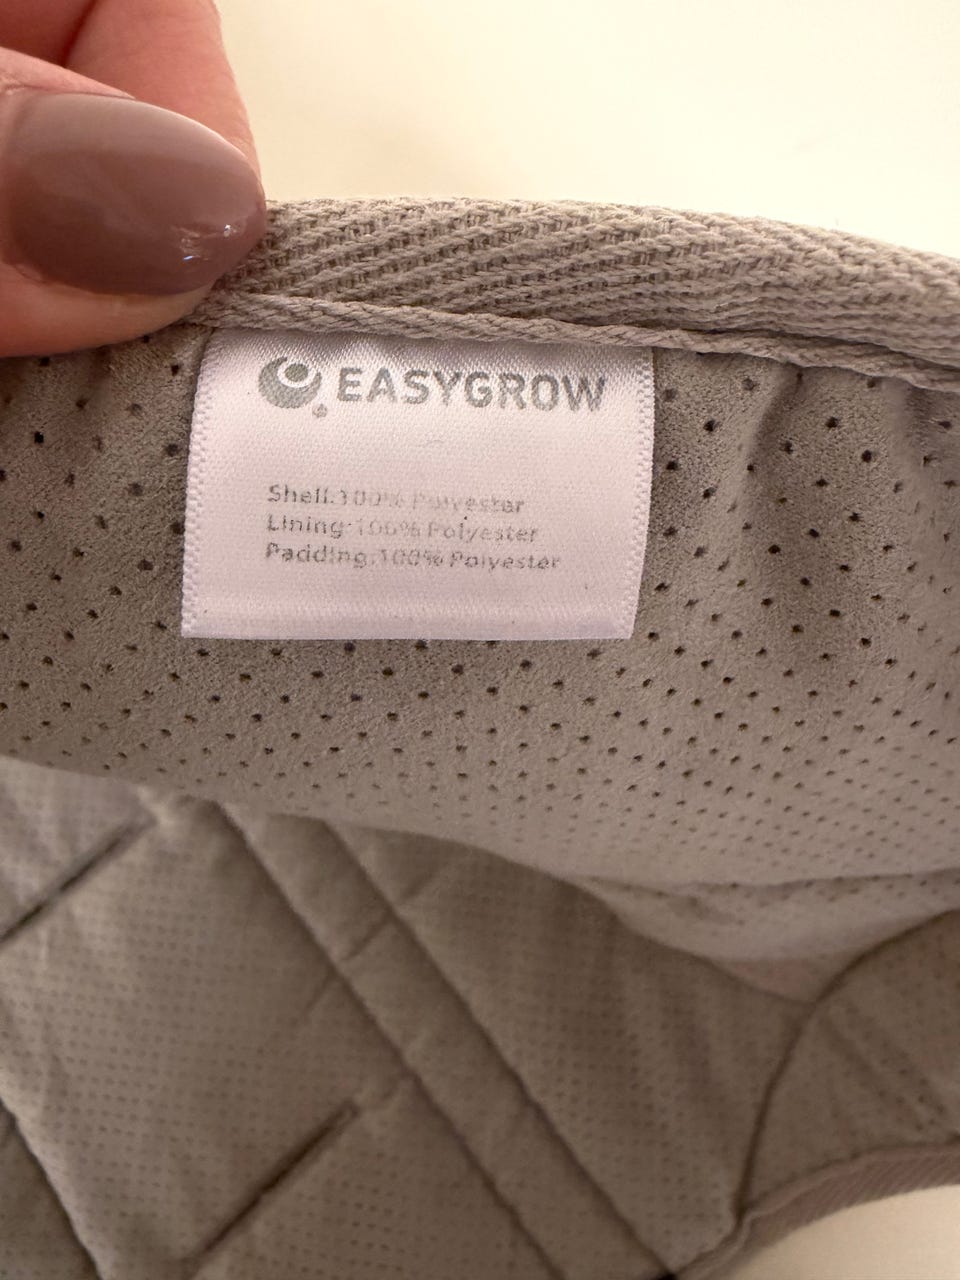 EASYGROW
Shell:100% Polyester
Lining:100% Polyester
Padding:100% Polyester